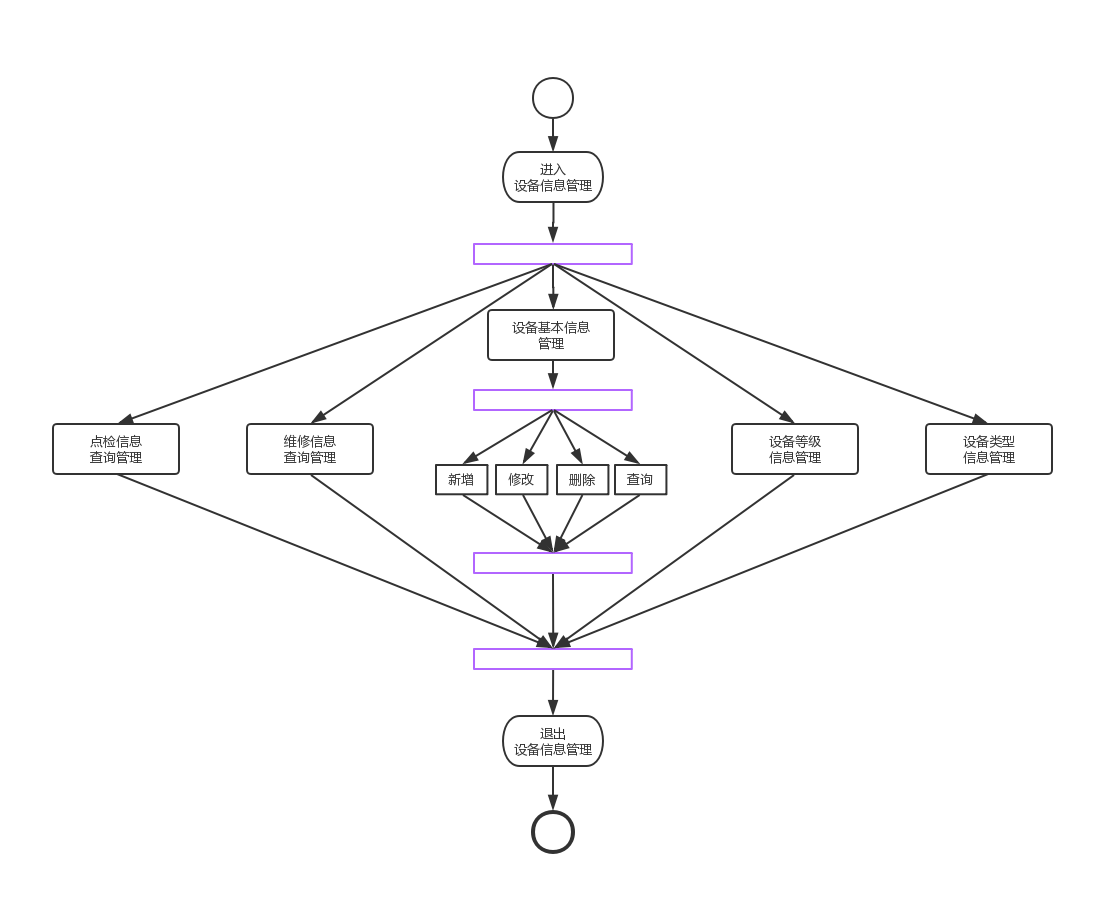 进入
设备信息管理
设备基本信息
管理
点检信息
查询管理
维修信息
查询管理
设备等级
信息管理
设备类型
信息管理
新增
修改
删除
查询
退出
设备信息管理